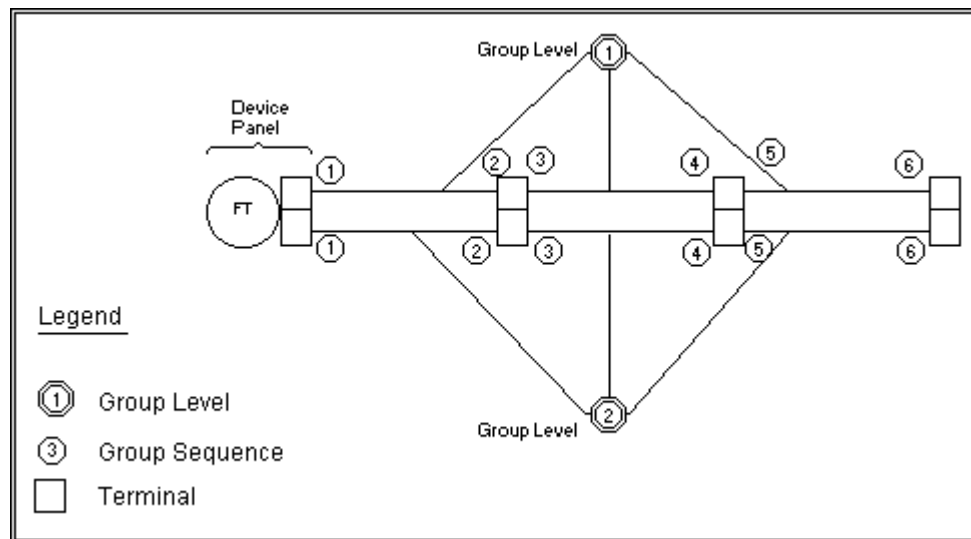 Group Level 1
Device
Panel
1 2 3 4 5 6
FT
1 2 3 4 5 6
Legend
1 Group Level
Group Level 2
3 Group Sequence
Terminal